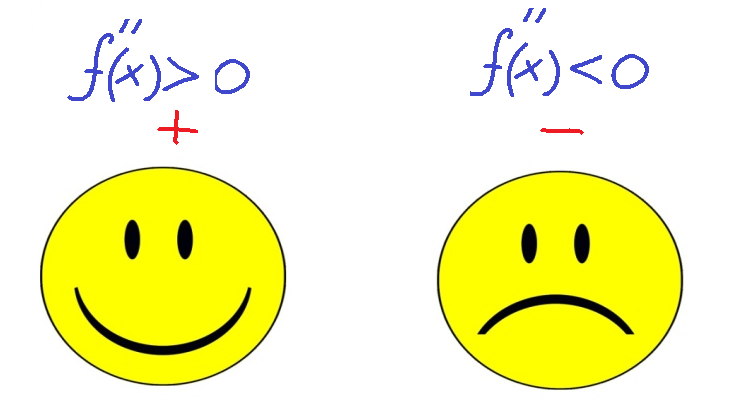 f''(x) > 0
f''(x) < 0
+
−